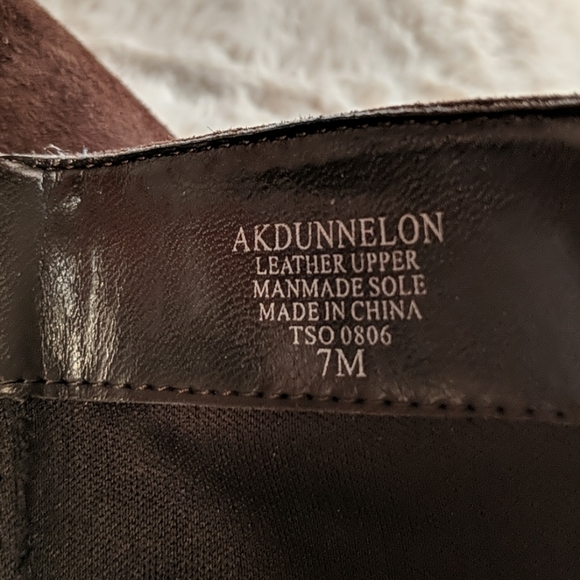 AKDUNNELON
LEATHER UPPER
MANMADE SOLE
MADE IN CHINA
TSO 0806
7M